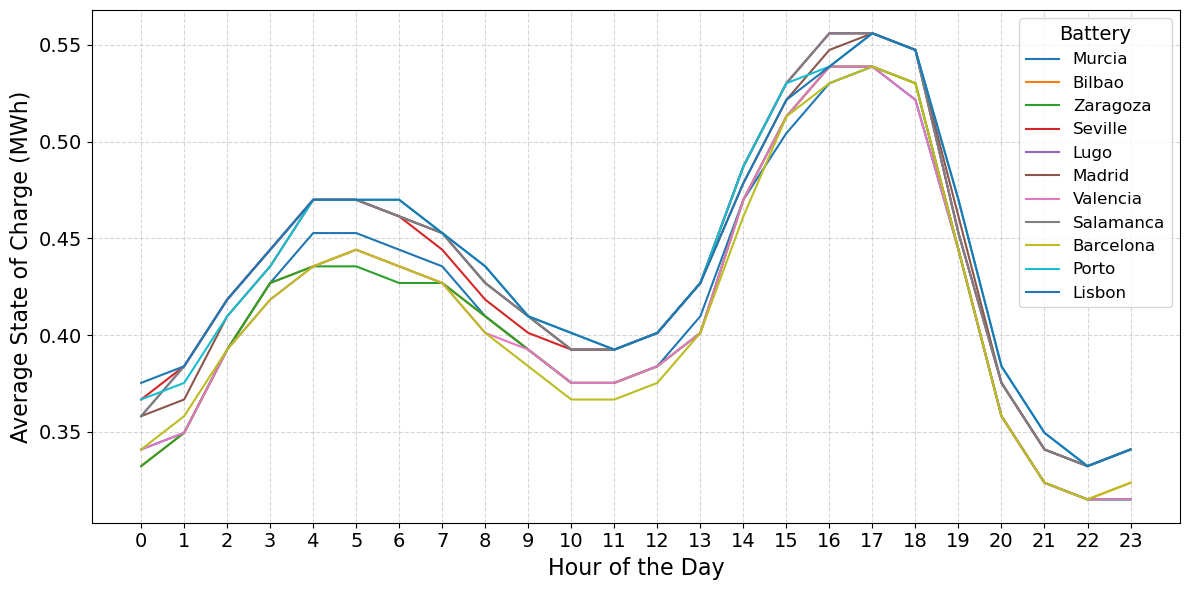 Average State of Charge (MWh)
0.55
0.50
0.45
0.40
0.35
Battery
Murcia
Bilbao
Zaragoza
Seville
Lugo
Madrid
Valencia
Salamanca
Barcelona
Porto
Lisbon
0 1 2 3 4 5 6 7 8 9 10 11 12 13 14 15 16 17 18 19 20 21 22 23
Hour of the Day